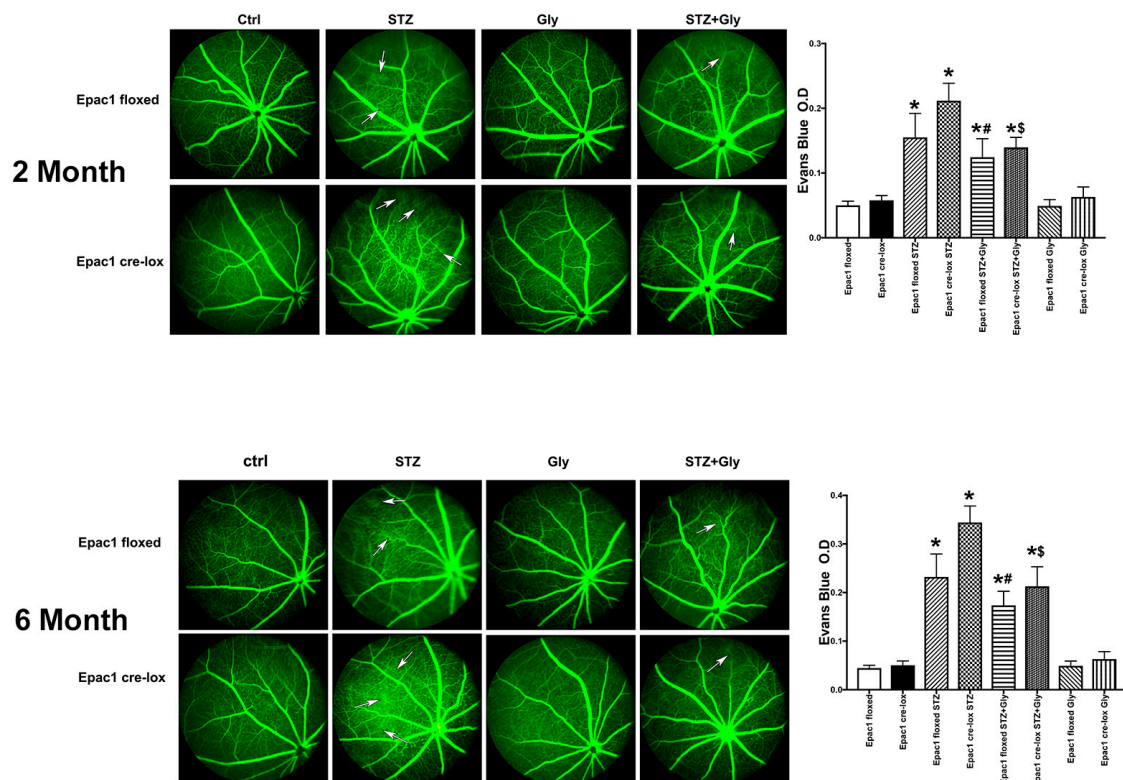 Ctrl STZ Gly STZ+Gly
Epac1 floxed
2 Month
Epac1 cre-lox
Evans Blue O.D
0.3
0.2
0.1
0.0
*
*
*#
*$
Epac1 floxed
Epac1 cre-lox
Epac1 floxed STZ
Epac1 cre-lox STZ
Epac1 floxed STZ+Gly
Epac1 cre-lox STZ+Gly
Epac1 floxed Gly
Epac1 cre-lox Gly
ctrl STZ Gly STZ+Gly
Epac1 floxed
6 Month
Epac1 cre-lox
Evans Blue O.D
0.4
0.3
0.2
0.1
0.0
*
*
*#
*$
Epac1 floxed
Epac1 cre-lox
Epac1 floxed STZ
Epac1 cre-lox STZ
Epac1 floxed STZ+Gly
Epac1 cre-lox STZ+Gly
Epac1 floxed Gly
Epac1 cre-lox Gly